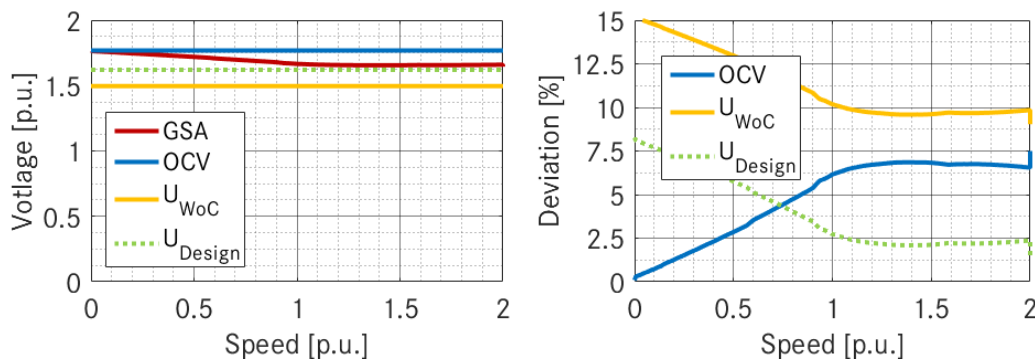 Votlage [p.u.]
2
1.5
1
0.5
0
GSA
OCV
U_WoC
U_Design
0 0.5 1 1.5 2
Speed [p.u.]
Deviation [%]
15
12.5
10
7.5
5
2.5
0
OCV
U_WoC
U_Design
0 0.5 1 1.5 2
Speed [p.u.]